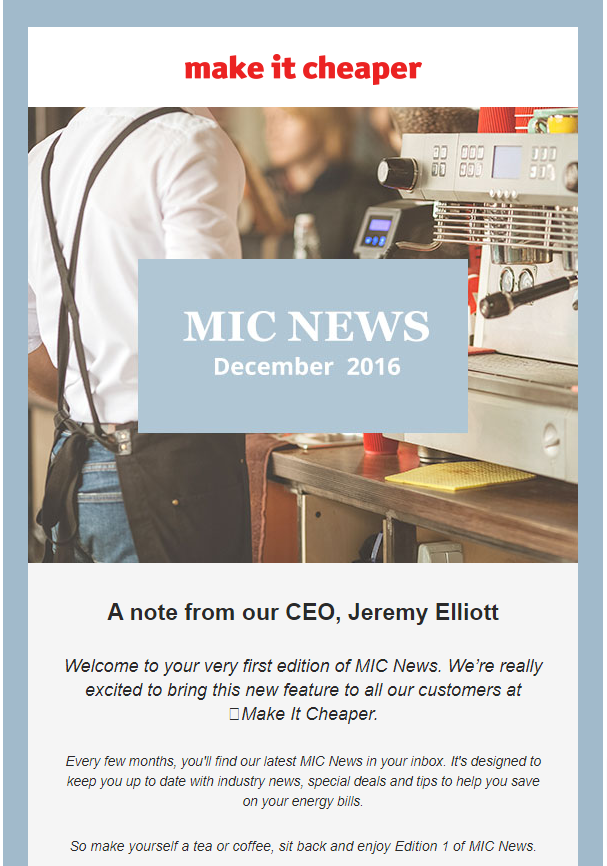 make it cheaper
MIC NEWS
December 2016
A note from our CEO, Jeremy Elliott
Welcome to your very first edition of MIC News. We’re really
excited to bring this new feature to all our customers at
Make It Cheaper.
Every few months, you'll find our latest MIC News in your inbox. It's designed to
keep you up to date with industry news, special deals and tips to help you save
on your energy bills.
So make yourself a tea or coffee, sit back and enjoy Edition 1 of MIC News.